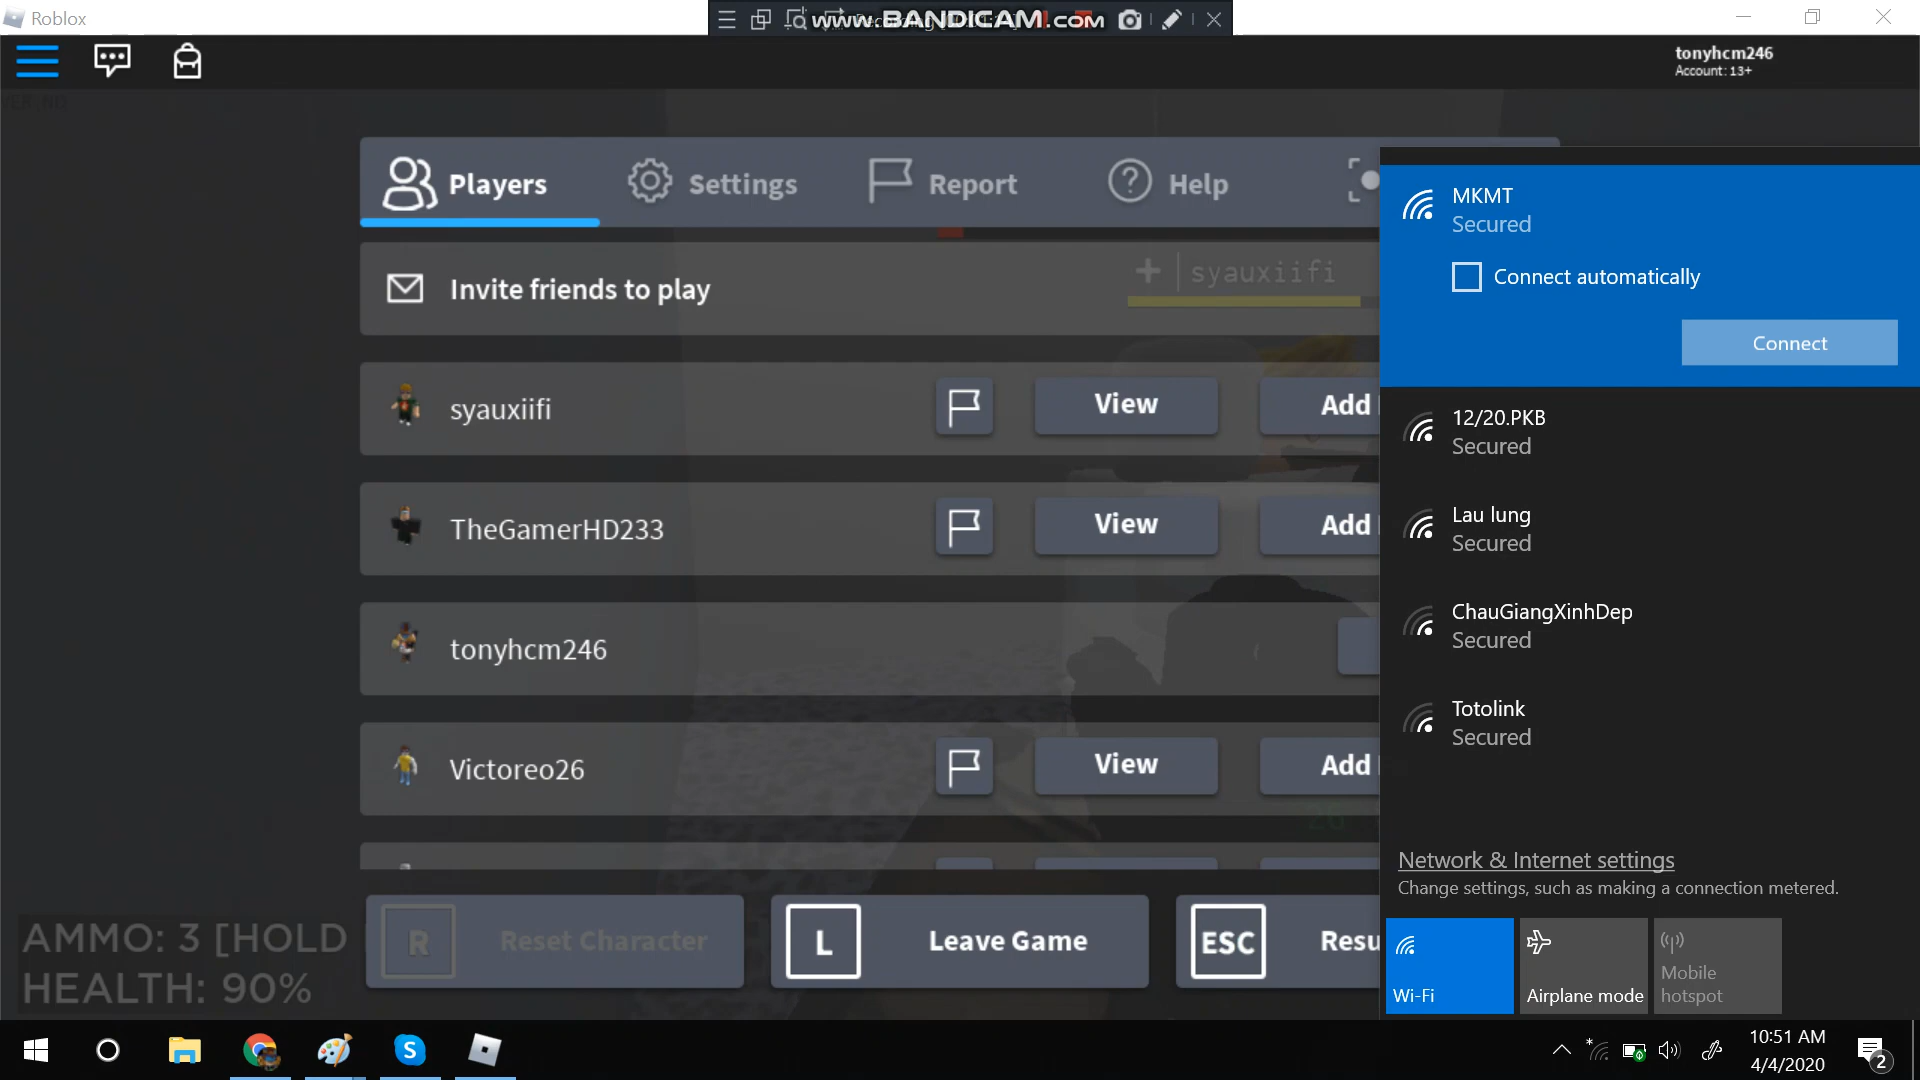 Roblox
www.BANDICAM.com
tonyhcm246
Account: 13+
Players
Settings
Report
Help
Invite friends to play
syauxiifi
syauxiifi
View
Add
TheGamerHD233
View
Add
tonyhcm246
Victoreo26
View
Add
R
Reset Character
L
Leave Game
ESC
Resu
AMMO: 3 [HOLD
HEALTH: 90%
MKMT
Secured
Connect automatically
Connect
12/20.PKB
Secured
Lau lung
Secured
ChauGiangXinhDep
Secured
Totolink
Secured
Network & Internet settings
Change settings, such as making a connection metered.
Wi-Fi
Airplane mode
Mobile
hotspot
S
10:51 AM
4/4/2020
2